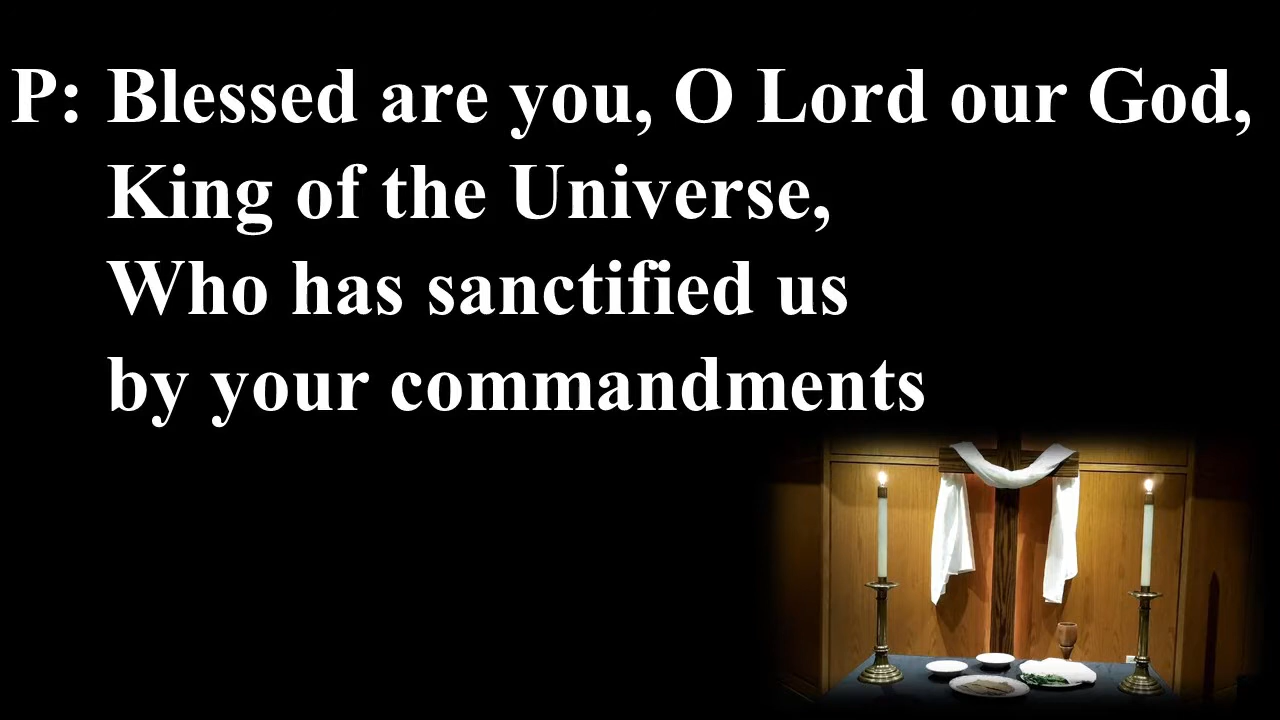 P: Blessed are you, O Lord our God,
King of the Universe,
Who has sanctified us
by your commandments